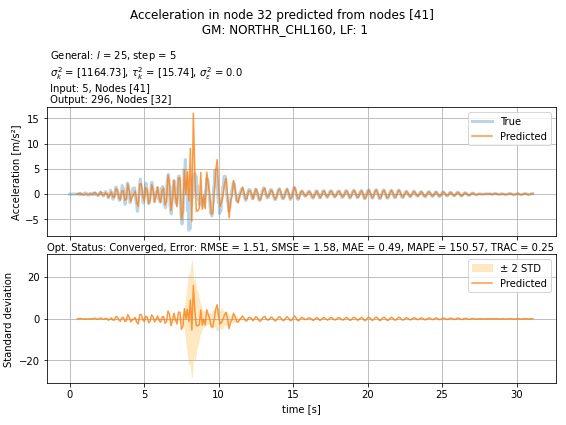 Acceleration in node 32 predicted from nodes [41]
GM: NORTHR_CHL160, LF: 1
General: l = 25, step = 5
σ²ₖ = [1164.73], τ²ₖ = [15.74], σ²ε = 0.0
Input: 5, Nodes [41]
Output: 296, Nodes [32]
Acceleration [m/s²]
15
10
5
0
−5
True
Predicted
Opt. Status: Converged, Error: RMSE = 1.51, SMSE = 1.58, MAE = 0.49, MAPE = 150.57, TRAC = 0.25
Standard deviation
20
0
−20
± 2 STD
Predicted
0 5 10 15 20 25 30
time [s]